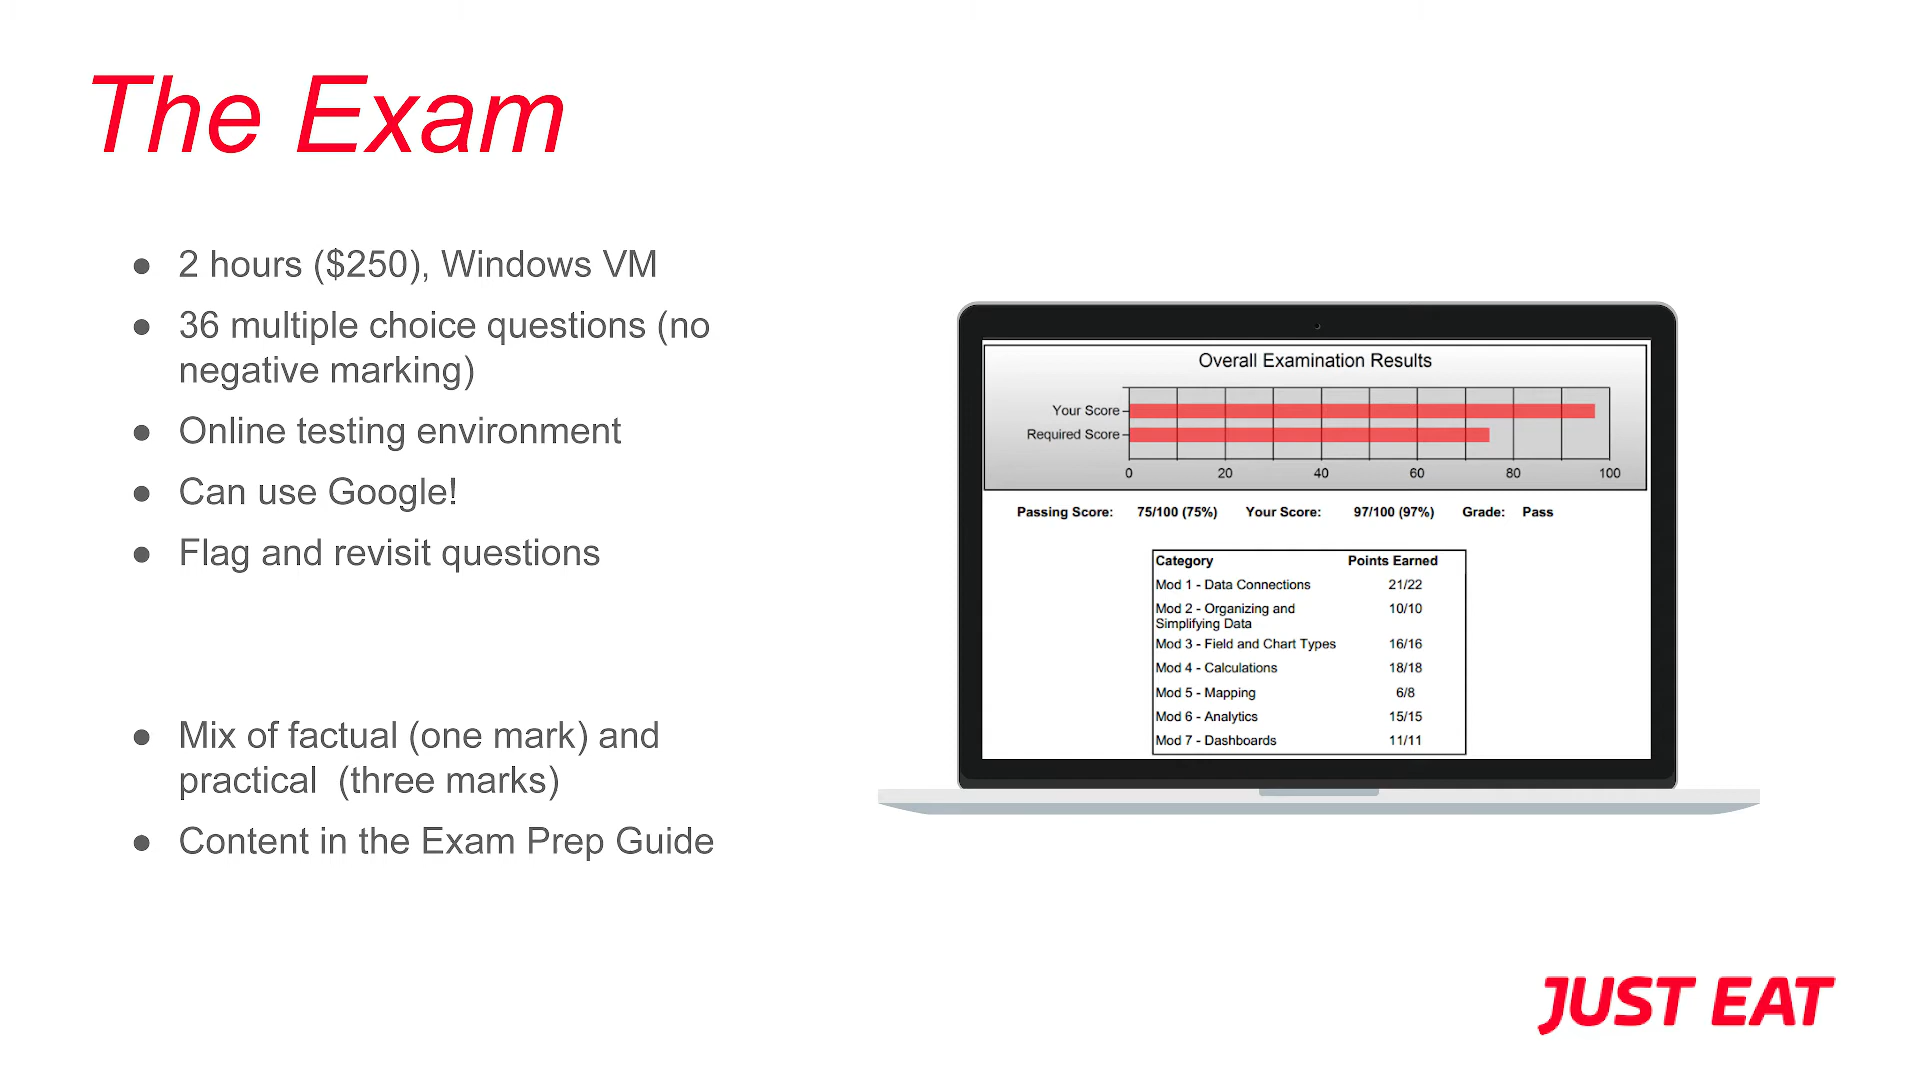 The Exam
● 2 hours ($250), Windows VM
● 36 multiple choice questions (no
negative marking)
● Online testing environment
● Can use Google!
● Flag and revisit questions
● Mix of factual (one mark) and
practical  (three marks)
● Content in the Exam Prep Guide
Overall Examination Results
Your Score
Required Score
0 20 40 60 80 100
Passing Score: 75/100 (75%) Your Score: 97/100 (97%) Grade: Pass
Category Points Earned
Mod 1 - Data Connections 21/22
Mod 2 - Organizing and 10/10
Simplifying Data
Mod 3 - Field and Chart Types 16/16
Mod 4 - Calculations 18/18
Mod 5 - Mapping 6/8
Mod 6 - Analytics 15/15
Mod 7 - Dashboards 11/11
JUST EAT